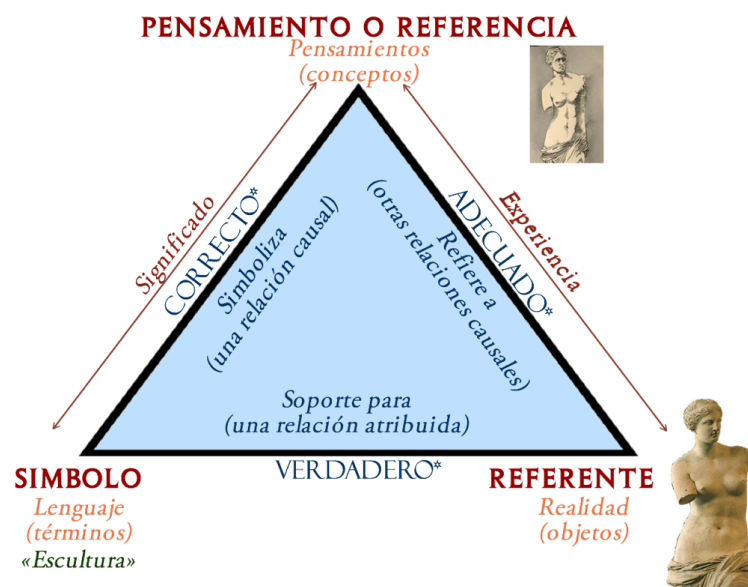 PENSAMIENTO O REFERENCIA
Pensamientos
(conceptos)
Significado
CORRECTO*
Simboliza
(una relación causal)
Experiencia
ADECUADO*
Refiere a
(otras relaciones causales)
Soporte para
(una relación atribuida)
VERDADERO*
SIMBOLO
Lenguaje
(términos)
«Escultura»
REFERENTE
Realidad
(objetos)